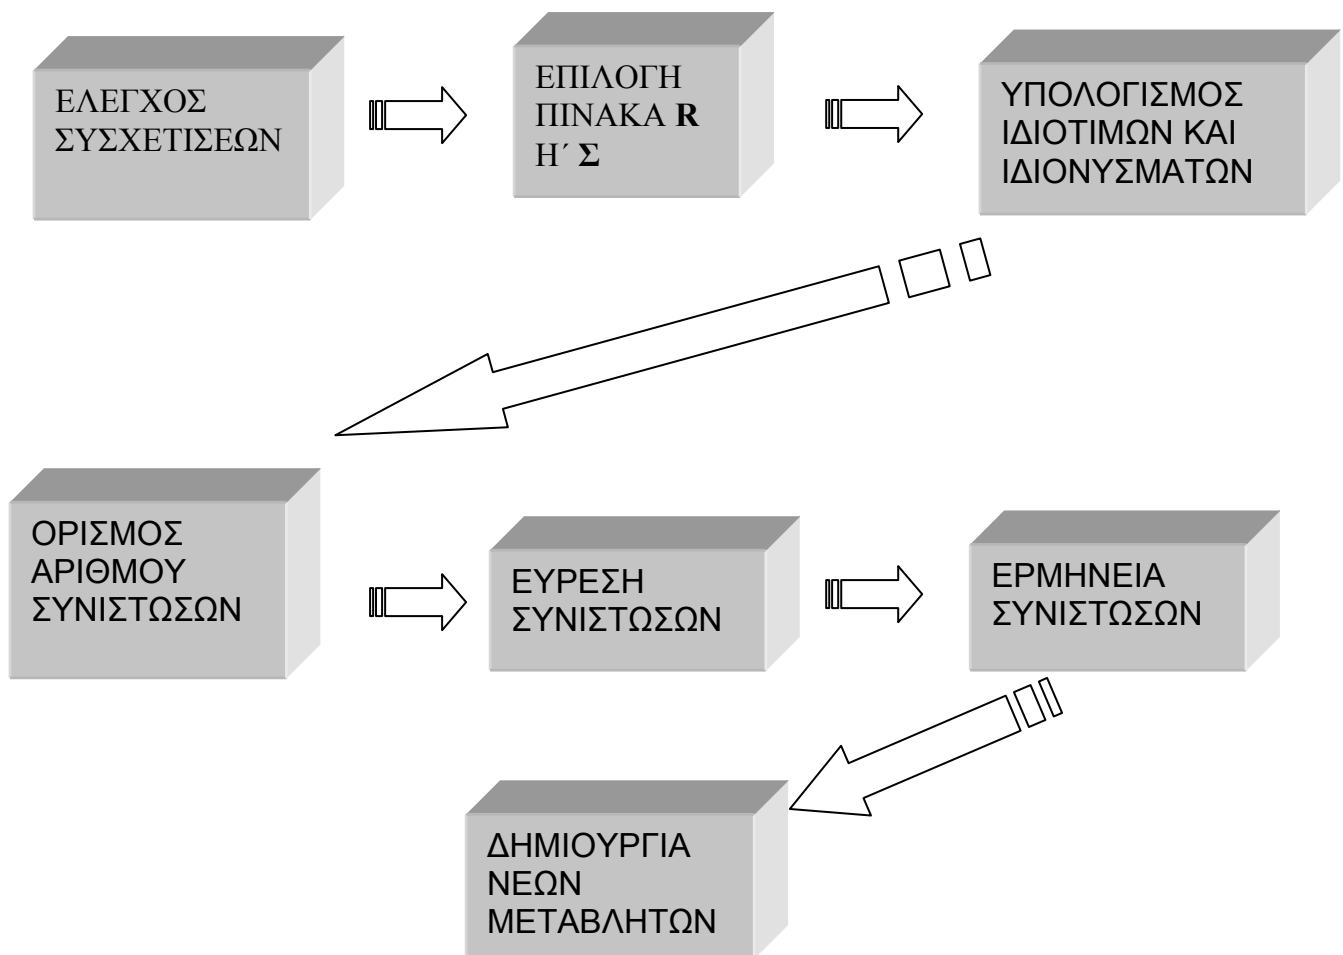 ΕΛΕΓΧΟΣ
ΣΥΣΧΕΤΙΣΕΩΝ
ΕΠΙΛΟΓΗ
ΠΙΝΑΚΑ R
Η΄ Σ
ΥΠΟΛΟΓΙΣΜΟΣ
ΙΔΙΟΤΙΜΩΝ ΚΑΙ
ΙΔΙΟΝΥΣΜΑΤΩΝ
ΟΡΙΣΜΟΣ
ΑΡΙΘΜΟΥ
ΣΥΝΙΣΤΩΣΩΝ
ΕΥΡΕΣΗ
ΣΥΝΙΣΤΩΣΩΝ
ΕΡΜΗΝΕΙΑ
ΣΥΝΙΣΤΩΣΩΝ
ΔΗΜΙΟΥΡΓΙΑ
ΝΕΩΝ
ΜΕΤΑΒΛΗΤΩΝ